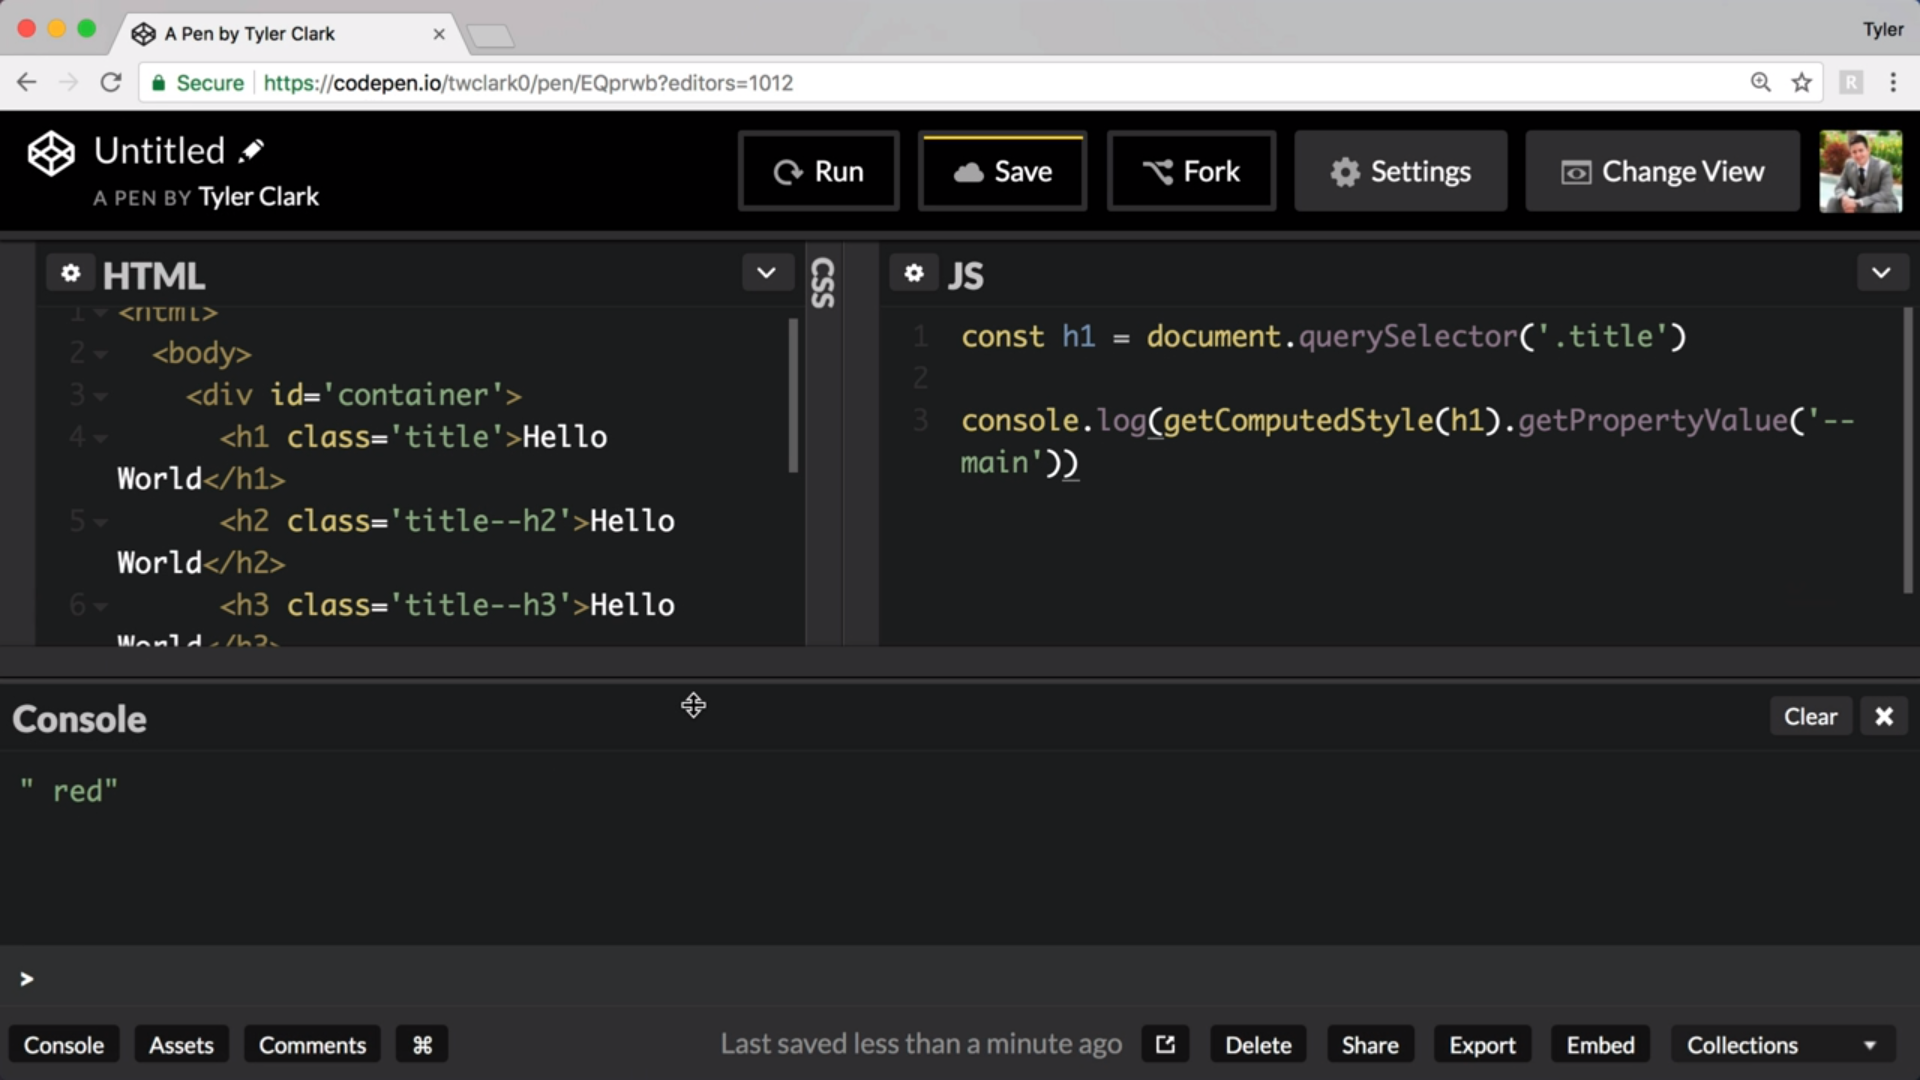 A Pen by Tyler Clark
Tyler
Secure
https://codepen.io/twclark0/pen/EQprwb?editors=1012
R
Untitled
A PEN BY Tyler Clark
Run
Save
Fork
Settings
Change View
HTML
1 <html>
2 <body>
3 <div id='container'>
4 <h1 class='title'>Hello
World</h1>
5 <h2 class='title--h2'>Hello
World</h2>
6 <h3 class='title--h3'>Hello
World</h3>
CSS
JS
1 const h1 = document.querySelector('.title')
2
3 console.log(getComputedStyle(h1).getPropertyValue('--
main'))
Console
Clear
" red"
>
Console
Assets
Comments
⌘
Last saved less than a minute ago
Delete
Share
Export
Embed
Collections